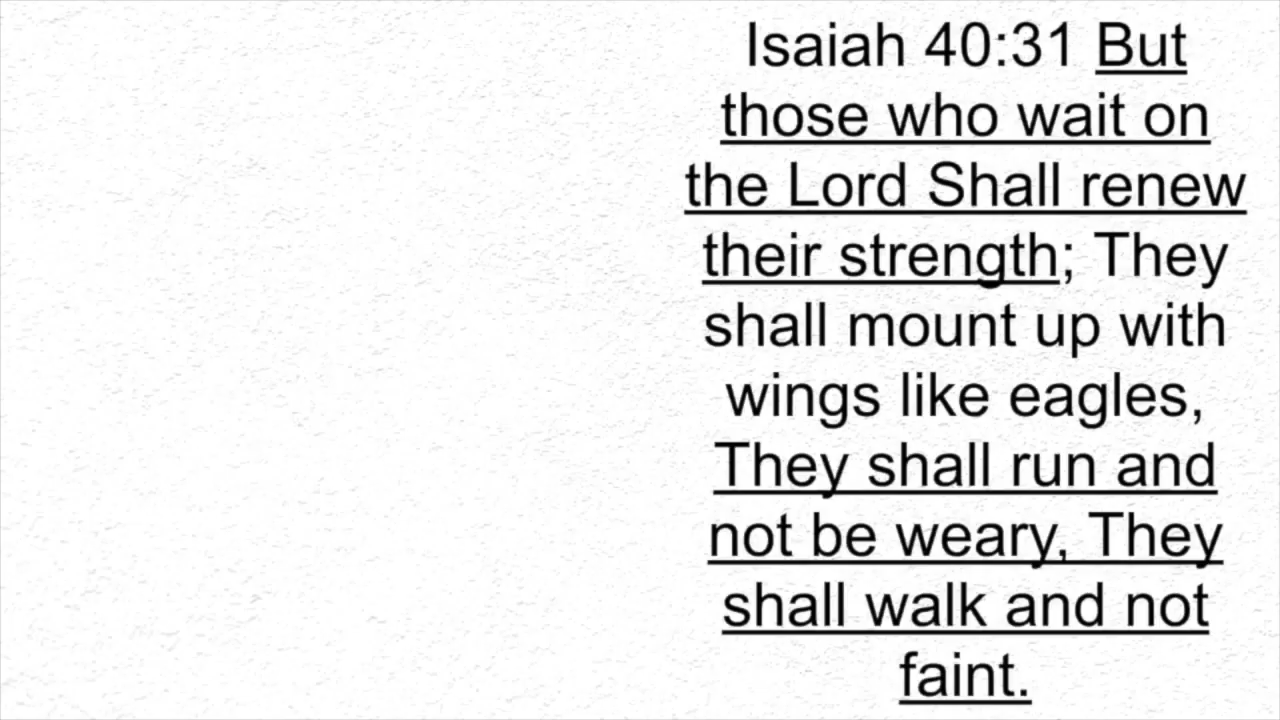 Isaiah 40:31 But
those who wait on
the Lord Shall renew
their strength; They
shall mount up with
wings like eagles,
They shall run and
not be weary, They
shall walk and not
faint.